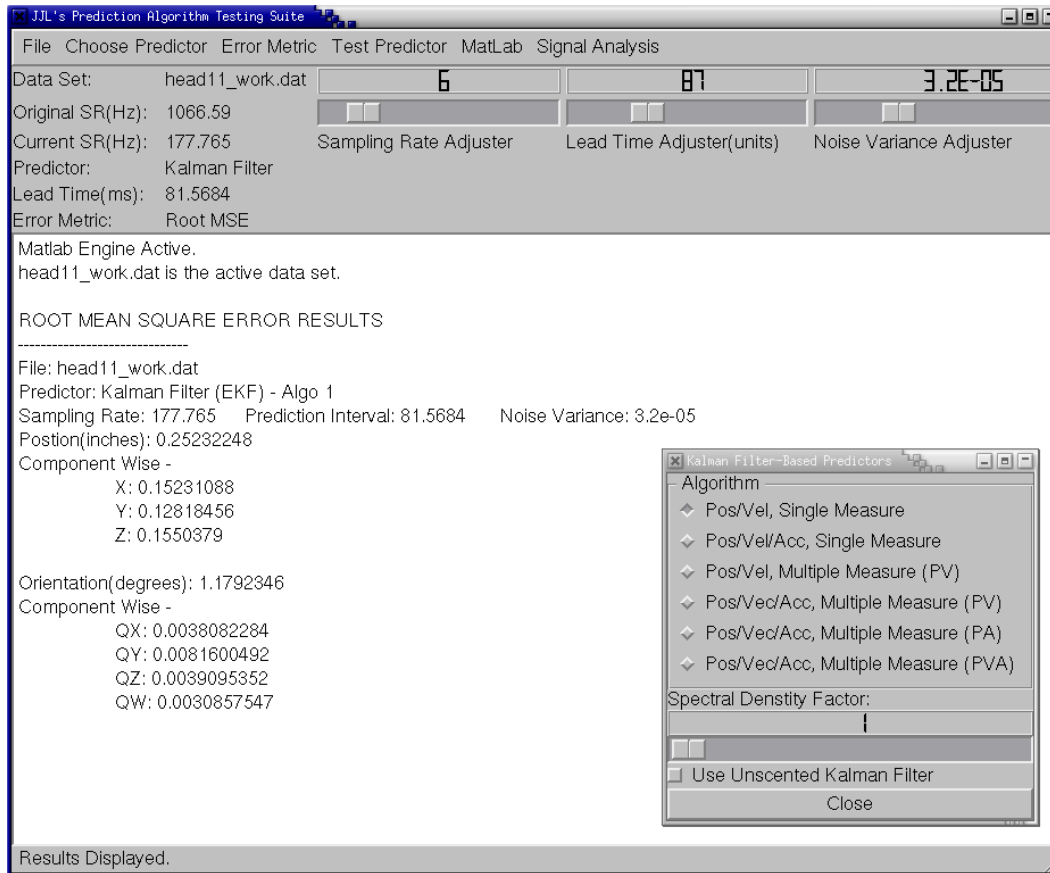 JJL's Prediction Algorithm Testing Suite
File Choose Predictor Error Metric Test Predictor MatLab Signal Analysis
Data Set: head11_work.dat 6 87 3.2E-05
Original SR(Hz): 1066.59
Current SR(Hz): 177.765 Sampling Rate Adjuster Lead Time Adjuster(units) Noise Variance Adjuster
Predictor: Kalman Filter
Lead Time(ms): 81.5684
Error Metric: Root MSE
Matlab Engine Active.
head11_work.dat is the active data set.
ROOT MEAN SQUARE ERROR RESULTS
------------------------------
File: head11_work.dat
Predictor: Kalman Filter (EKF) - Algo 1
Sampling Rate: 177.765 Prediction Interval: 81.5684 Noise Variance: 3.2e-05
Postion(inches): 0.25232248
Component Wise -
X: 0.15231088
Y: 0.12818456
Z: 0.1550379
Orientation(degrees): 1.1792346
Component Wise -
QX: 0.0038082284
QY: 0.0081600492
QZ: 0.0039095352
QW: 0.0030857547
Kalman Filter-Based Predictors
Algorithm
Pos/Vel, Single Measure
Pos/Vel/Acc, Single Measure
Pos/Vel, Multiple Measure (PV)
Pos/Vec/Acc, Multiple Measure (PV)
Pos/Vec/Acc, Multiple Measure (PA)
Pos/Vec/Acc, Multiple Measure (PVA)
Spectral Denstity Factor:
1
Use Unscented Kalman Filter
Close
Results Displayed.